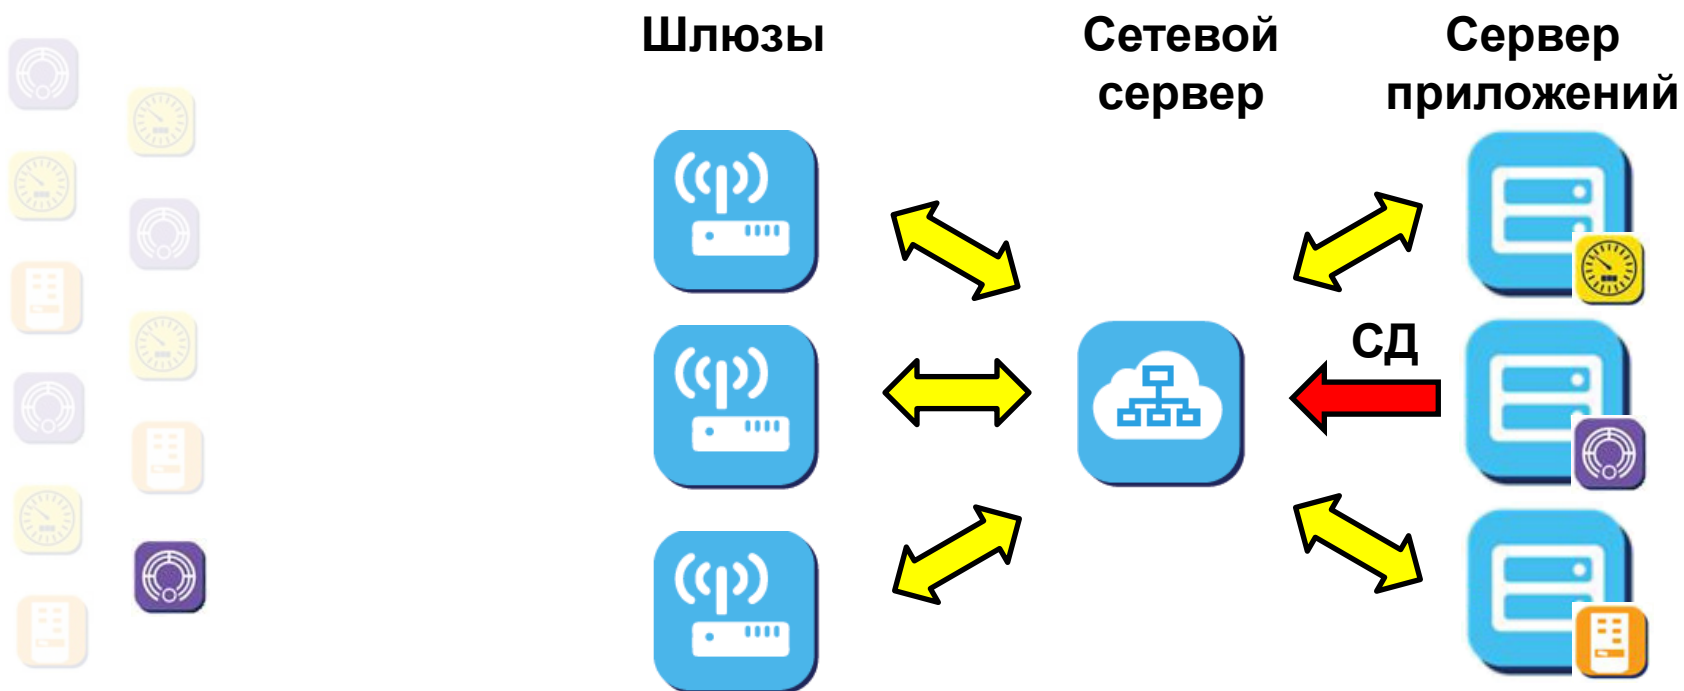 Шлюзы
Сетевой
сервер
Сервер
приложений
СД